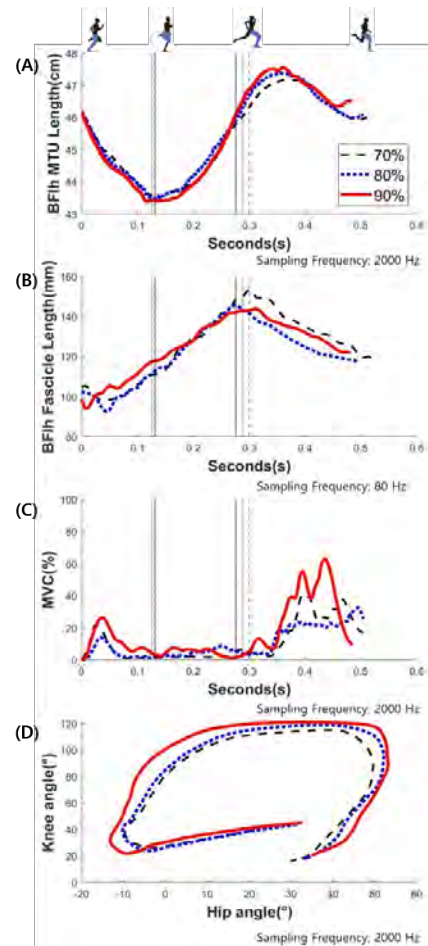 (A)
BFlh MTU Length(cm)
48
47
46
45
44
43
70%
80%
90%
0 0.1 0.2 0.3 0.4 0.5 0.6
Seconds(s)
Sampling Frequency: 2000 Hz
(B)
BFlh Fascicle Length(mm)
160
140
120
100
80
0 0.1 0.2 0.3 0.4 0.5 0.6
Seconds(s)
Sampling Frequency: 80 Hz
(C)
MVC(%)
100
80
60
40
20
0
0 0.1 0.2 0.3 0.4 0.5 0.6
Seconds(s)
Sampling Frequency: 2000 Hz
(D)
Knee angle(°)
120
100
80
60
40
20
0
-20 -10 0 10 20 30 40 60 60
Hip angle(°)
Sampling Frequency: 2000 Hz